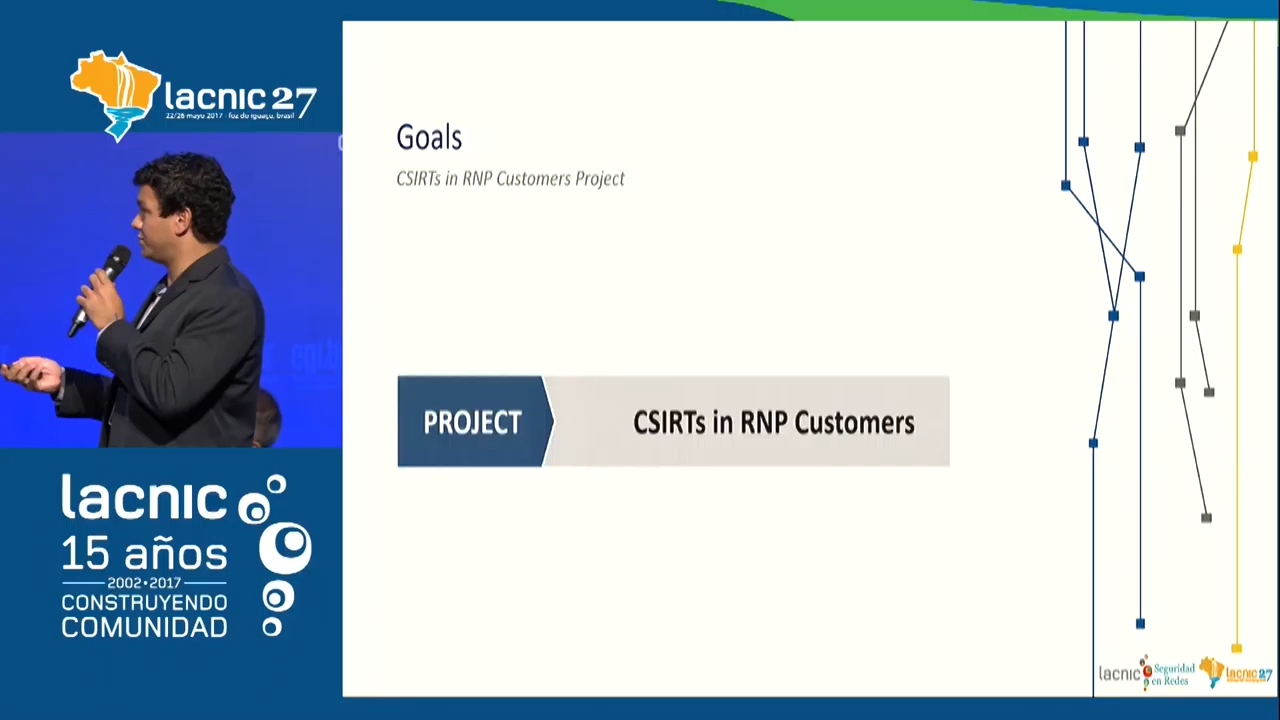 lacnic 27
22/26 mayo 2017 - foz do iguaçu, brasil
Goals
CSIRTs in RNP Customers Project
PROJECT
CSIRTs in RNP Customers
lacnic
15 años
2002•2017
CONSTRUYENDO
COMUNIDAD
lacnic
Seguridad
en Redes
lacnic27